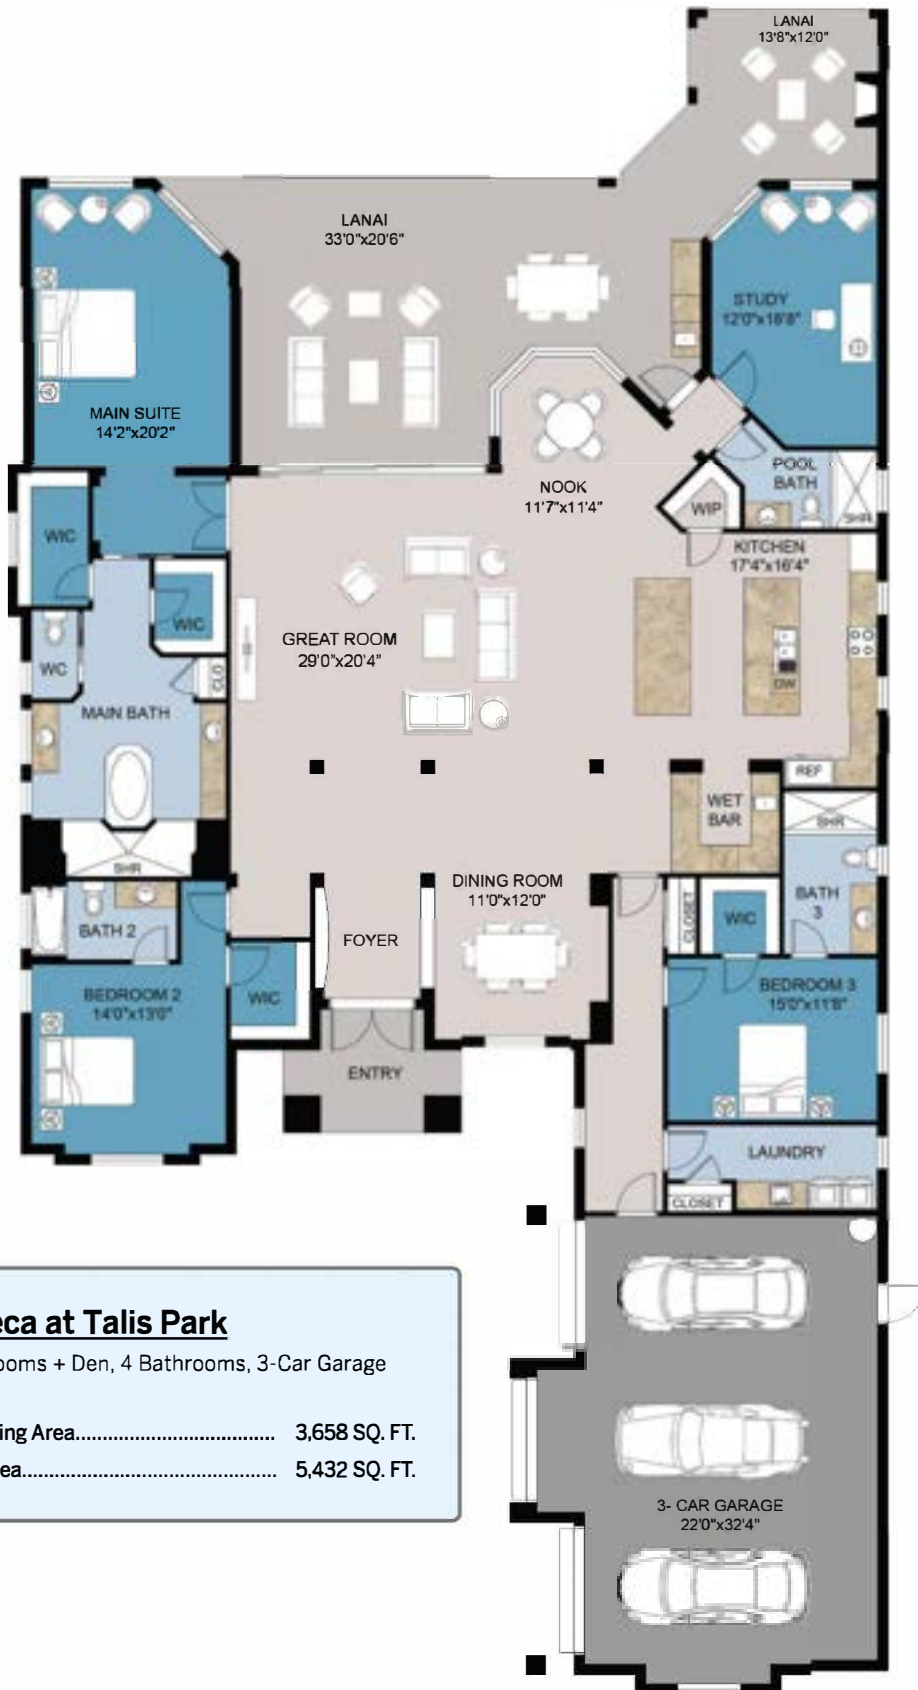 LANAI
13'8"x12'0"
LANAI
33'0"x20'6"
STUDY
12'0"x18'8"
MAIN SUITE
14'2"x20'2"
NOOK
11'7"x11'4"
POOL
BATH
SHR
WIP
WIC
KITCHEN
17'4"x16'4"
WIC
GREAT ROOM
29'0"x20'4"
WC
CLO
DW
MAIN BATH
REF
WET
BAR
SHR
SHR
DINING ROOM
11'0"x12'0"
BATH
3
CLOSET
WIC
BATH 2
FOYER
BEDROOM 2
14'0"x13'0"
WIC
BEDROOM 3
15'0"x11'8"
ENTRY
LAUNDRY
CLOSET
eca at Talis Park
ooms + Den, 4 Bathrooms, 3-Car Garage
ing Area..................................... 3,658 SQ. FT.
ea................................................ 5,432 SQ. FT.
3- CAR GARAGE
22'0"x32'4"